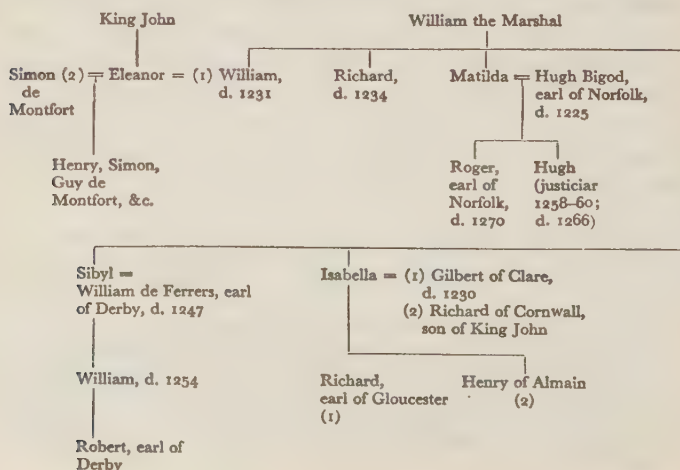 King John
William the Marshal
Simon (2) = Eleanor = (1) William,
de
Montfort
d. 1231
Richard,
d. 1234
Matilda = Hugh Bigod,
earl of Norfolk,
d. 1225
Henry, Simon,
Guy de
Montfort, &c.
Roger,
earl of
Norfolk,
d. 1270
Hugh
(justiciar
1258–60;
d. 1266)
Sibyl =
William de Ferrers, earl
of Derby, d. 1247
Isabella = (1) Gilbert of Clare,
d. 1230
(2) Richard of Cornwall,
son of King John
William, d. 1254
Richard,
earl of Gloucester
(1)
Henry of Almain
(2)
Robert, earl of
Derby